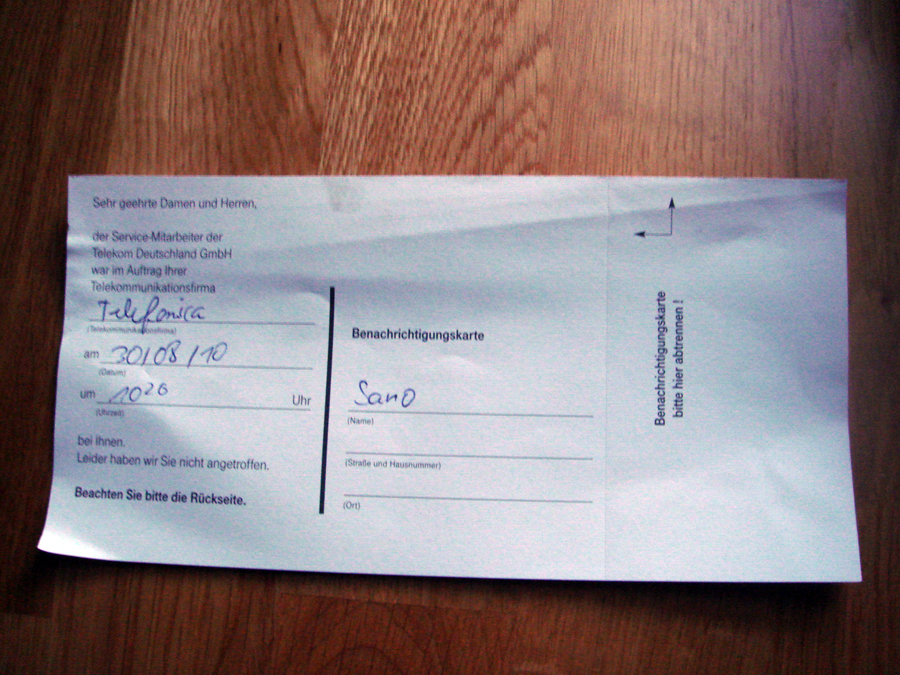 Sehr geehrte Damen und Herren,
der Service-Mitarbeiter der
Telekom Deutschland GmbH
war im Auftrag Ihrer
Telekommunikationsfirma
Telefonica
(Telekommunikationsfirma)
am 30/08/10
(Datum)
um 10 26 Uhr
(Uhrzeit)
bei Ihnen.
Leider haben wir Sie nicht angetroffen.
Beachten Sie bitte die Rückseite.
Benachrichtigungskarte
Sano
(Name)
(Straße und Hausnummer)
(Ort)
Benachrichtigungskarte
bitte hier abtrennen !